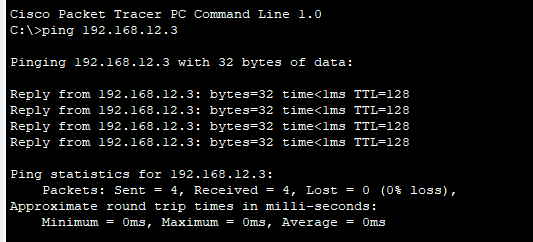 Cisco Packet Tracer PC Command Line 1.0
C:\>ping 192.168.12.3
Pinging 192.168.12.3 with 32 bytes of data:
Reply from 192.168.12.3: bytes=32 time<1ms TTL=128
Reply from 192.168.12.3: bytes=32 time<1ms TTL=128
Reply from 192.168.12.3: bytes=32 time<1ms TTL=128
Reply from 192.168.12.3: bytes=32 time<1ms TTL=128
Ping statistics for 192.168.12.3:
Packets: Sent = 4, Received = 4, Lost = 0 (0% loss),
Approximate round trip times in milli-seconds:
Minimum = 0ms, Maximum = 0ms, Average = 0ms